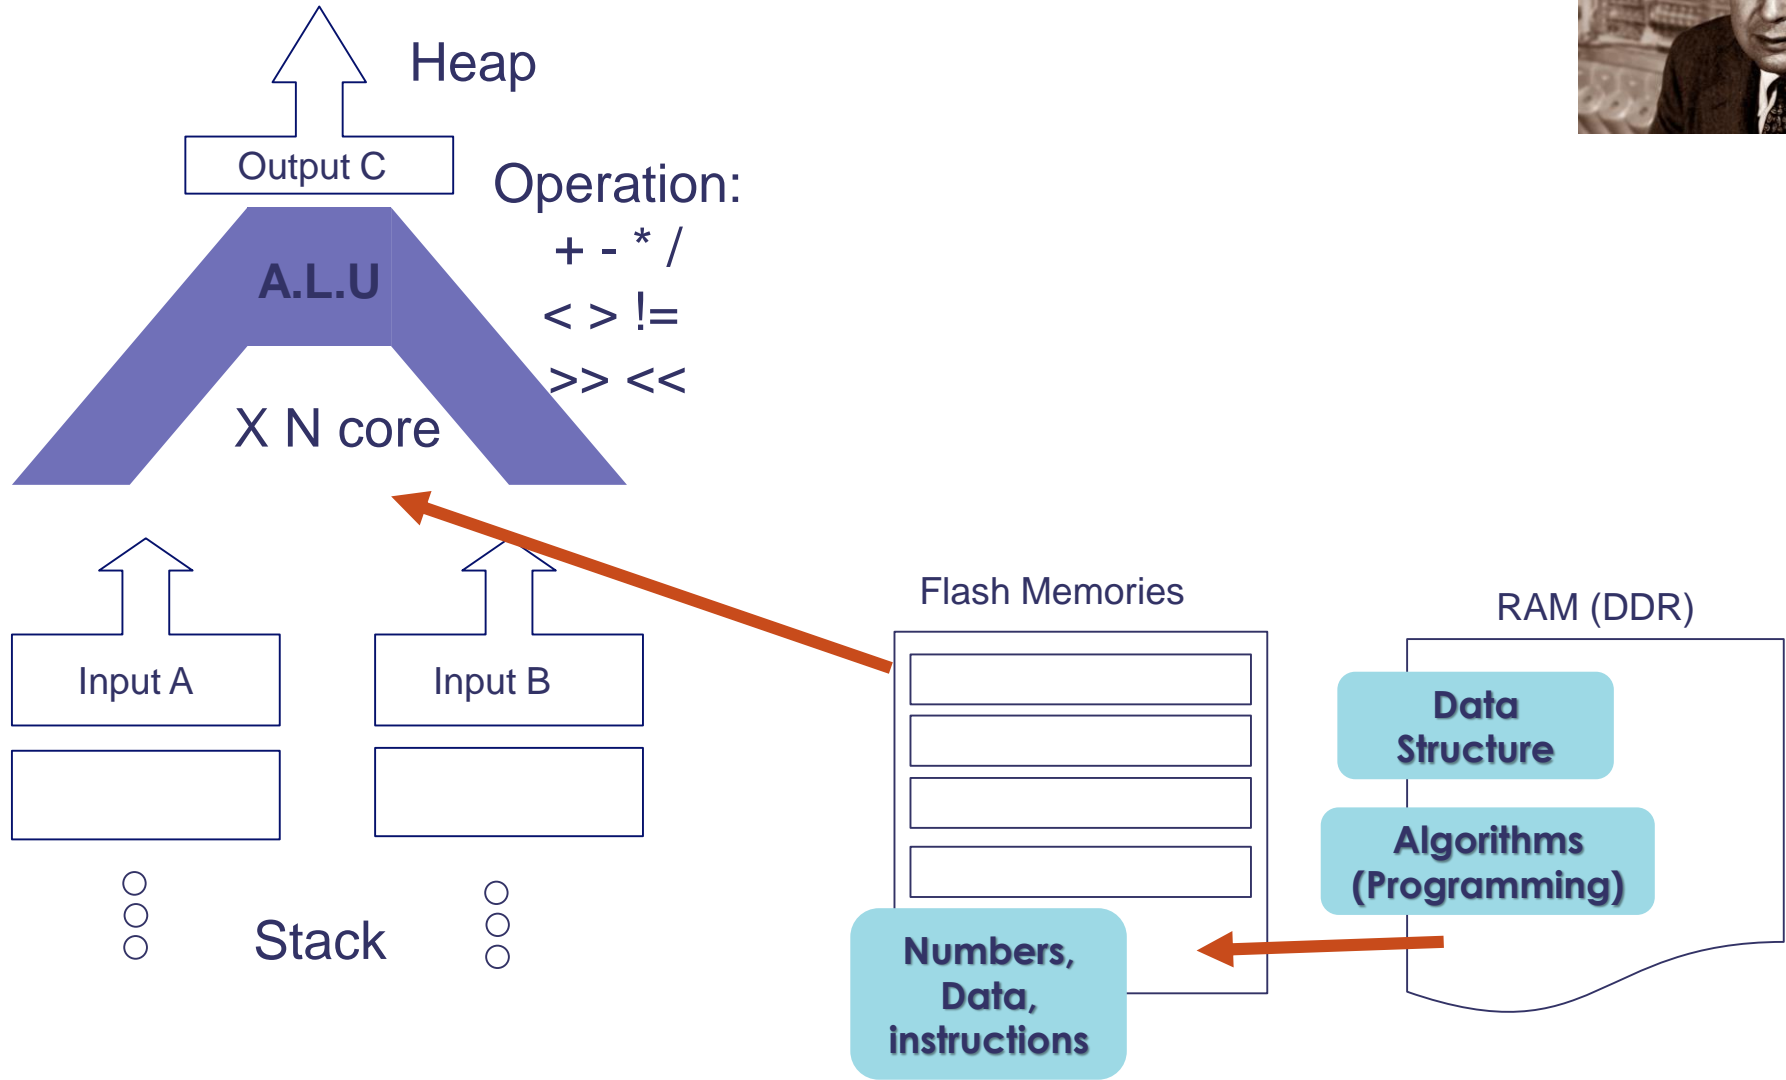 Heap
Output C
Operation:
+ - * /
A.L.U
< > !=
>> <<
X N core
Flash Memories
RAM (DDR)
Input A
Input B
Data
Structure
Algorithms
(Programming)
Stack
Numbers,
Data,
instructions